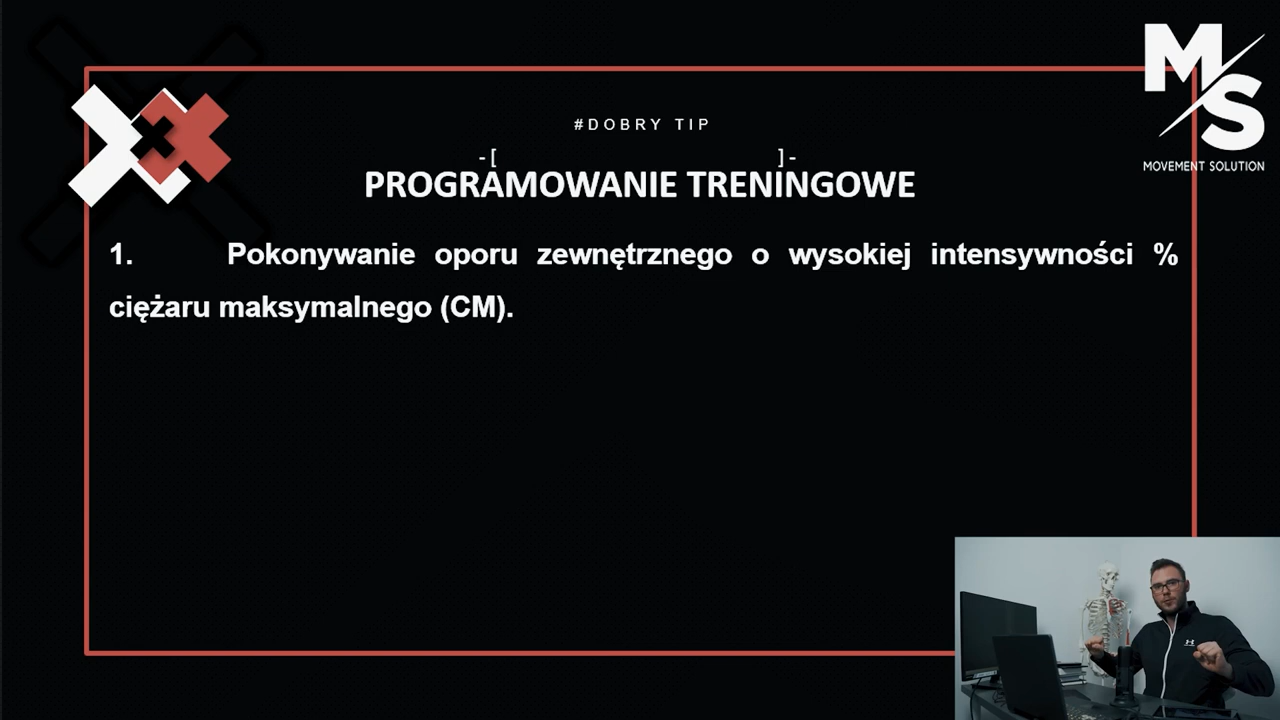 #DOBRY TIP
-[ ]-
PROGRAMOWANIE TRENINGOWE
1. Pokonywanie oporu zewnętrznego o wysokiej intensywności %
ciężaru maksymalnego (CM).
M/S
MOVEMENT SOLUTION